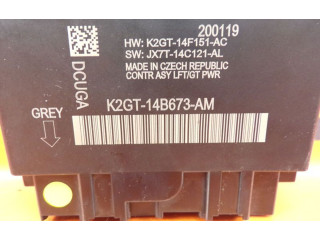 200119
HW: K2GT-14F151-AC
SW: JX7T-14C121-AL
MADE IN CZECH REPUBLIC
CONTR ASY LFT/GT PWR
DCUGA
GREY
K2GT-14B673-AM